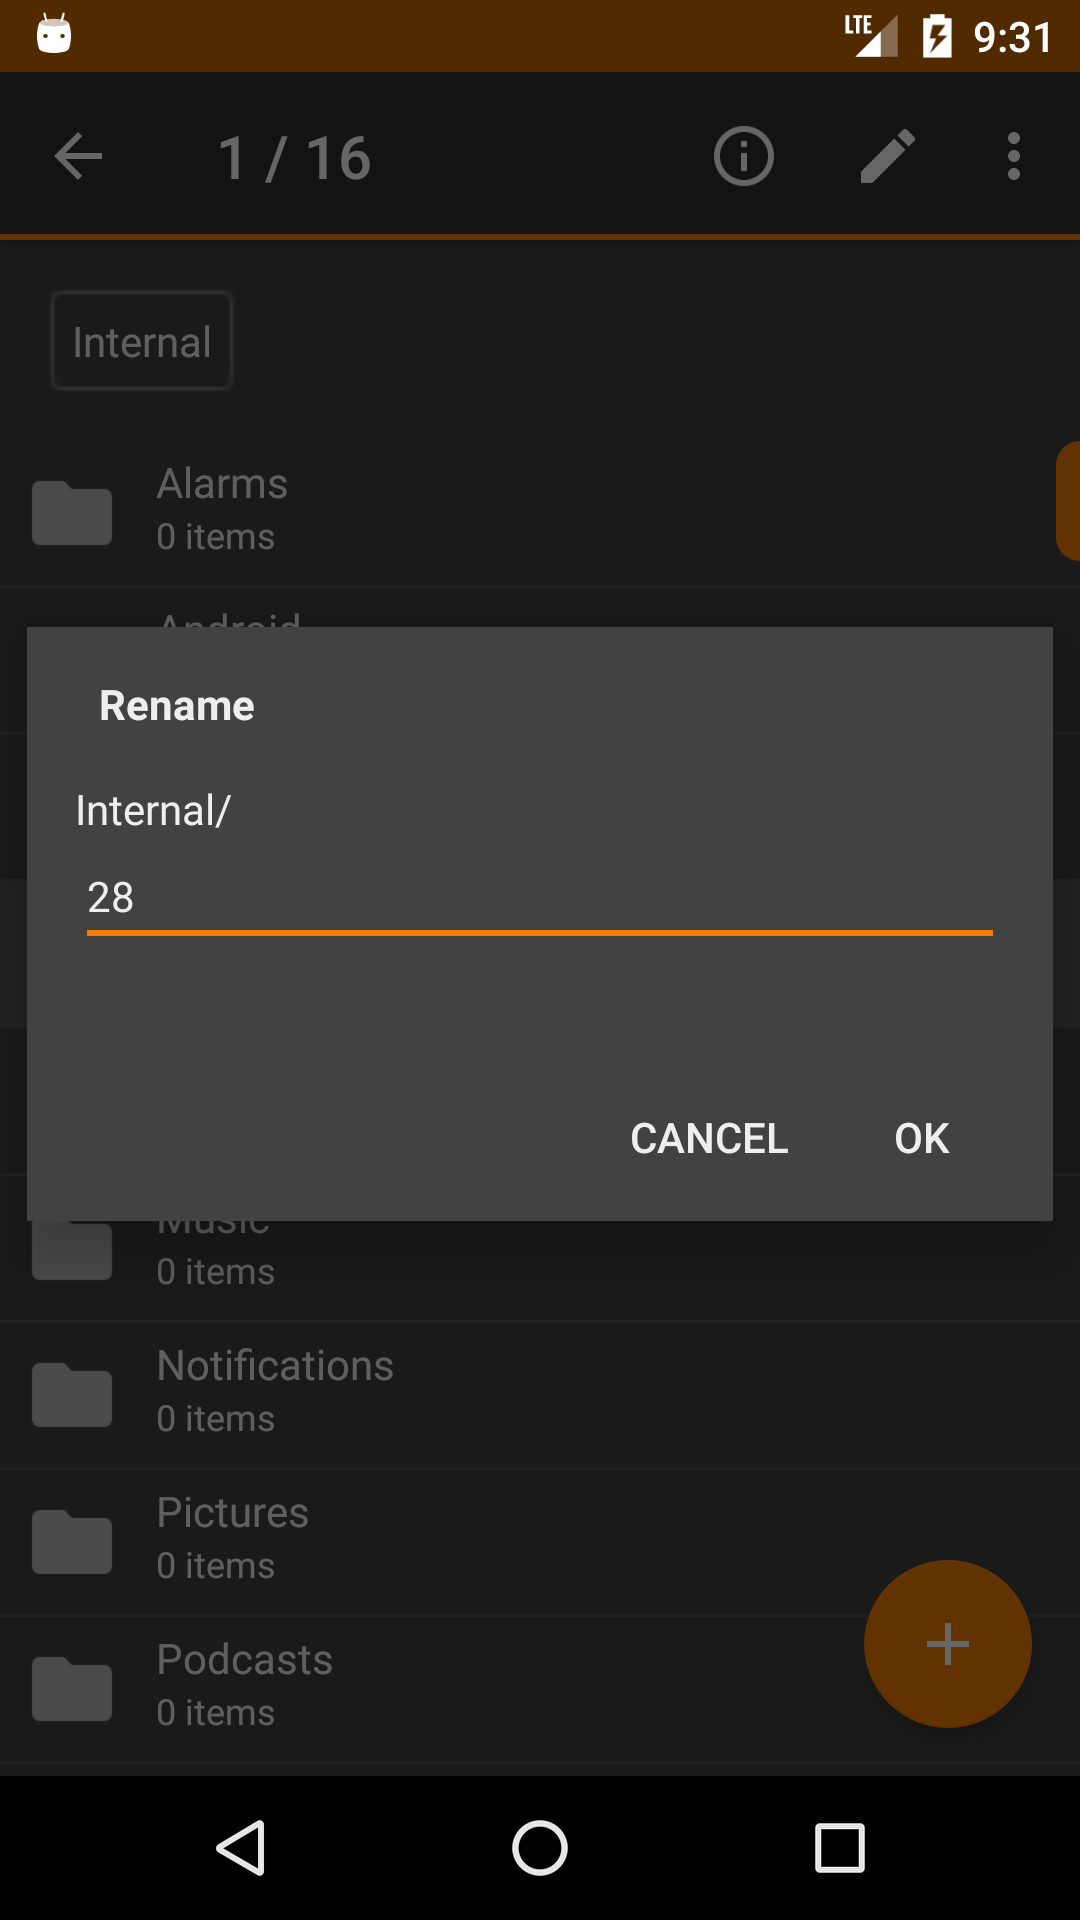 LTE 9:31
1 / 16
Internal
Alarms
0 items
Android
Rename
Internal/
28
CANCEL OK
Music
0 items
Notifications
0 items
Pictures
0 items
Podcasts
0 items